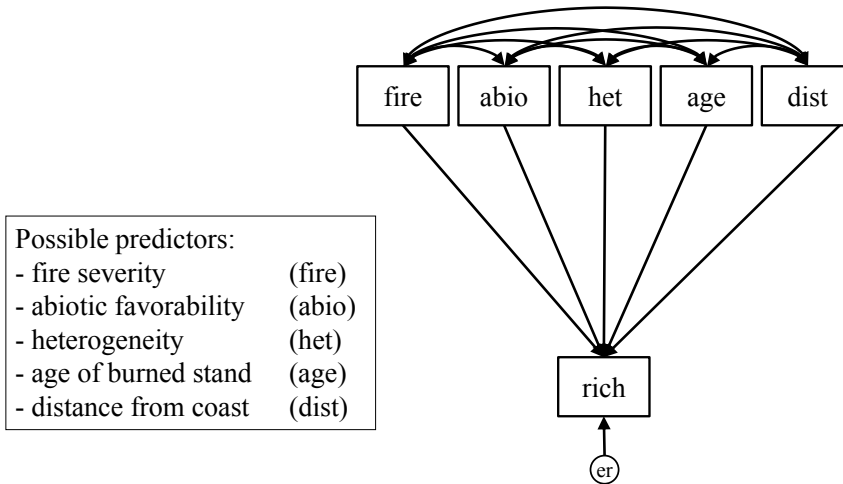 fire abio het age dist
Possible predictors:
- fire severity (fire)
- abiotic favorability (abio)
- heterogeneity (het)
- age of burned stand (age)
- distance from coast (dist)
rich
er